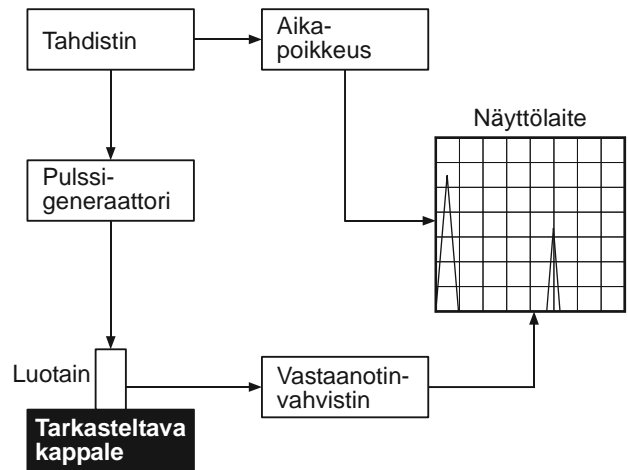 Tahdistin
Aika-
poikkeus
Näyttölaite
Pulssi-
generaattori
Luotain
Vastaanotin-
vahvistin
Tarkasteltava
kappale